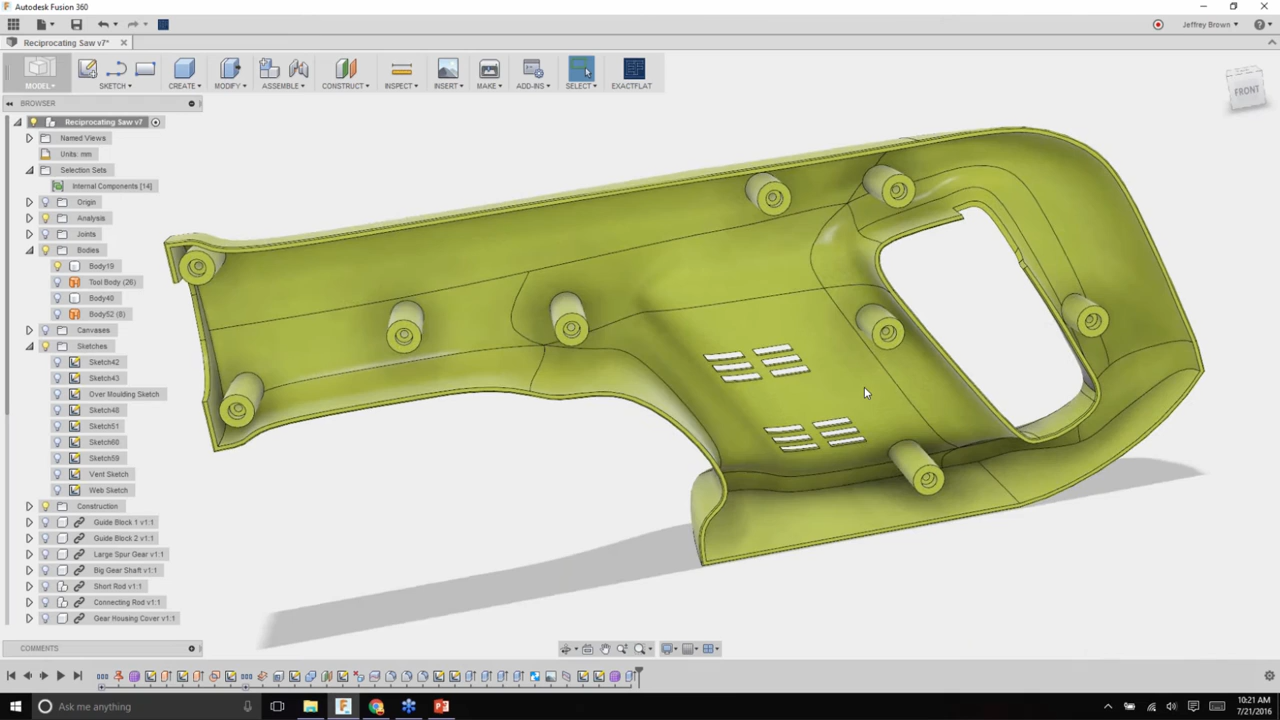 Autodesk Fusion 360
Jeffrey Brown
Reciprocating Saw v7*
MODEL
SKETCH
CREATE
MODIFY
ASSEMBLE
CONSTRUCT
INSPECT
INSERT
MAKE
ADD-INS
SELECT
EXACTFLAT
FRONT
BROWSER
Reciprocating Saw v7
Named Views
Units: mm
Selection Sets
Internal Components [14]
Origin
Analysis
Joints
Bodies
Body19
Tool Body (26)
Body40
Body52 (8)
Canvases
Sketches
Sketch42
Sketch43
Over Moulding Sketch
Sketch48
Sketch51
Sketch60
Sketch59
Vent Sketch
Web Sketch
Construction
Guide Block 1 v1:1
Guide Block 2 v1:1
Large Spur Gear v1:1
Big Gear Shaft v1:1
Short Rod v1:1
Connecting Rod v1:1
Gear Housing Cover v1:1
COMMENTS
Ask me anything
10:21 AM
7/21/2016